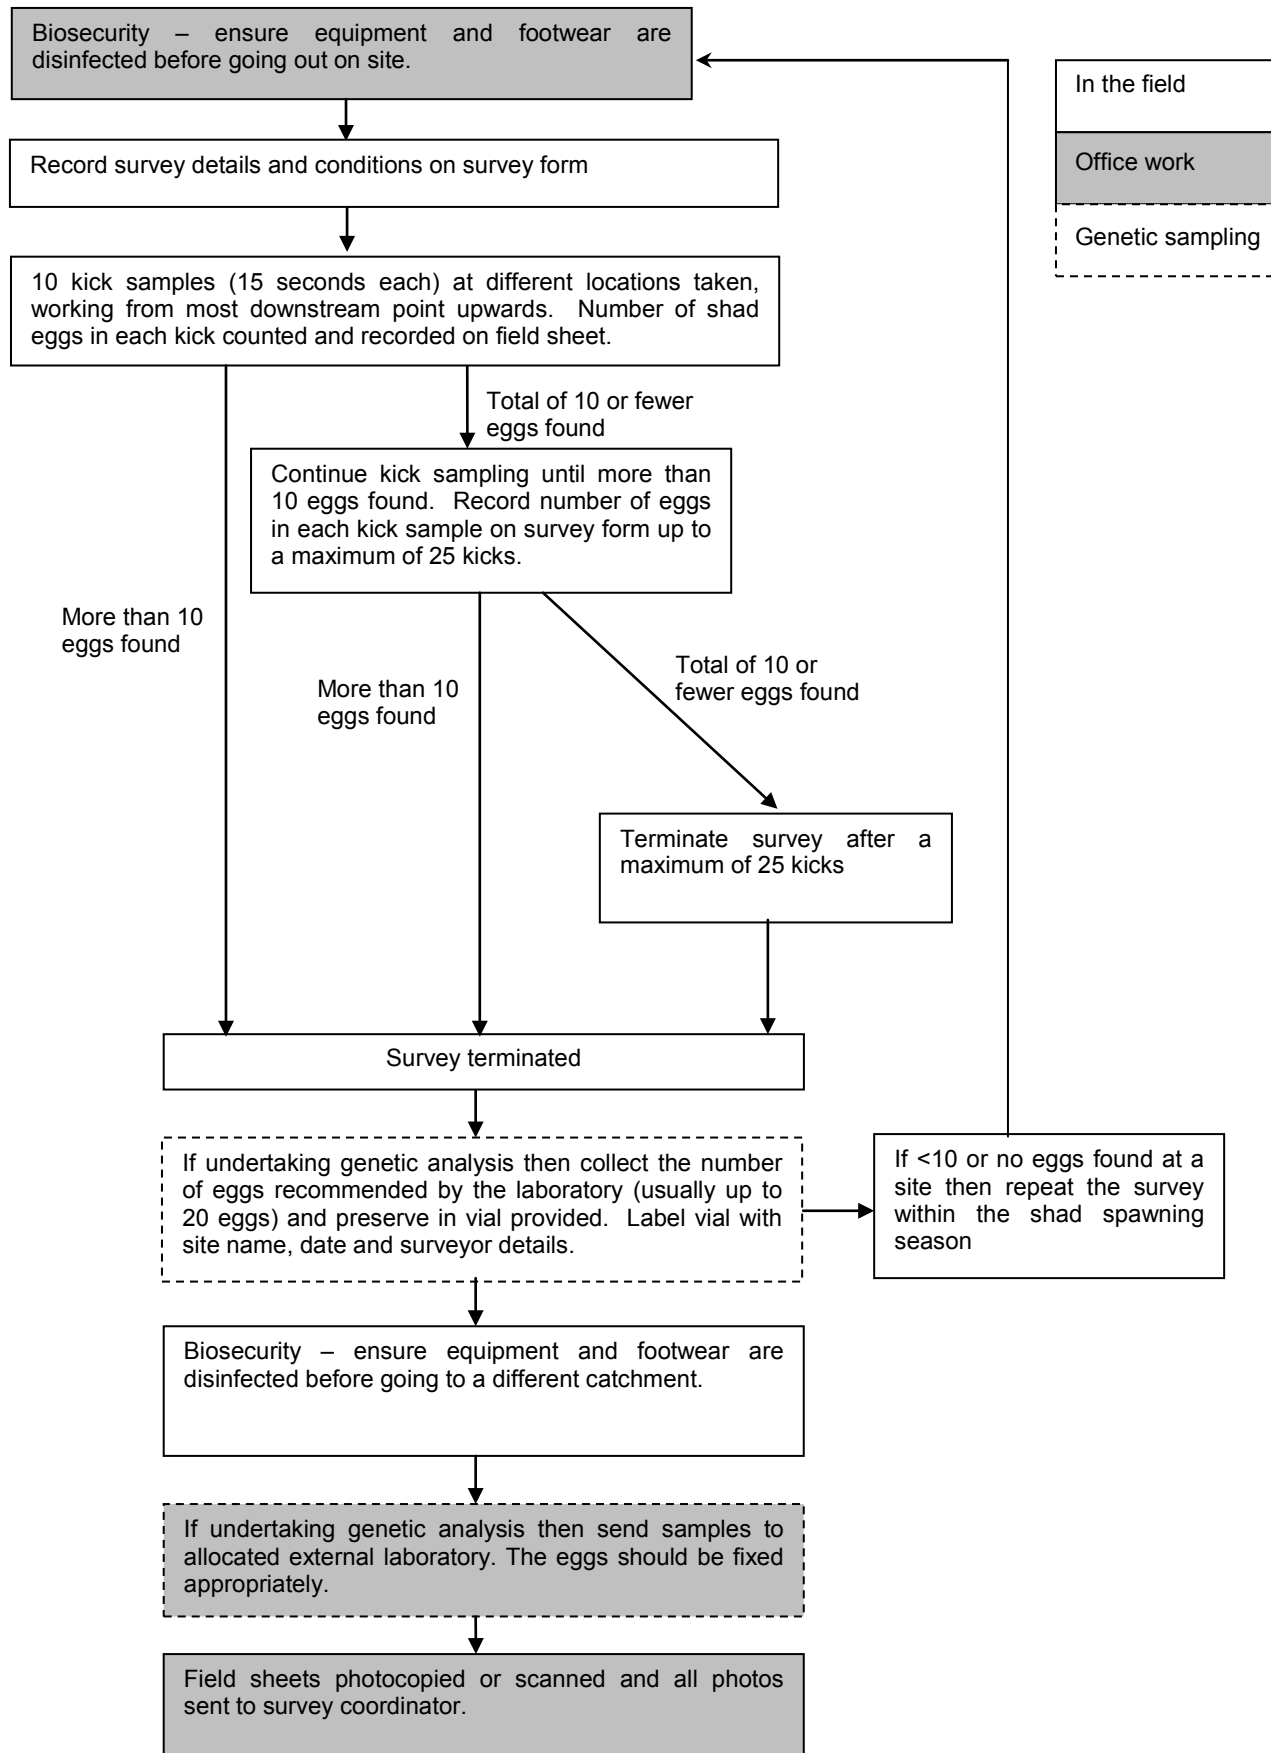 Biosecurity – ensure equipment and footwear are
disinfected before going out on site.
In the field
Office work
Genetic sampling
Record survey details and conditions on survey form
10 kick samples (15 seconds each) at different locations taken,
working from most downstream point upwards. Number of shad
eggs in each kick counted and recorded on field sheet.
Total of 10 or fewer
eggs found
Continue kick sampling until more than
10 eggs found. Record number of eggs
in each kick sample on survey form up to
a maximum of 25 kicks.
More than 10
eggs found
More than 10
eggs found
Total of 10 or
fewer eggs found
Terminate survey after a
maximum of 25 kicks
Survey terminated
If undertaking genetic analysis then collect the number
of eggs recommended by the laboratory (usually up to
20 eggs) and preserve in vial provided. Label vial with
site name, date and surveyor details.
If <10 or no eggs found at a
site then repeat the survey
within the shad spawning
season
Biosecurity – ensure equipment and footwear are
disinfected before going to a different catchment.
If undertaking genetic analysis then send samples to
allocated external laboratory. The eggs should be fixed
appropriately.
Field sheets photocopied or scanned and all photos
sent to survey coordinator.